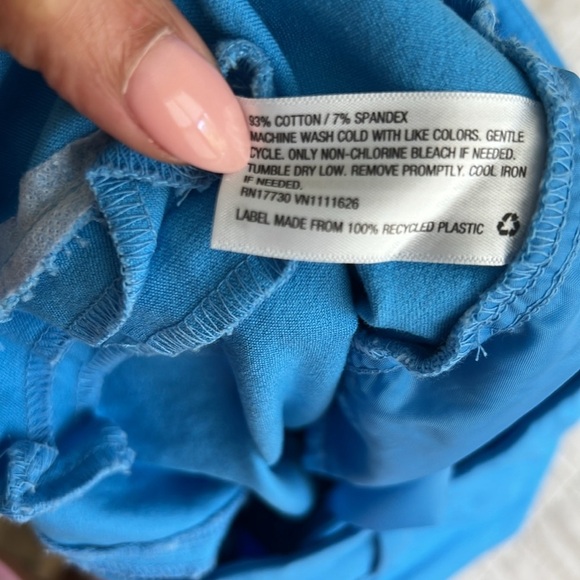 93% COTTON / 7% SPANDEX
MACHINE WASH COLD WITH LIKE COLORS. GENTLE
CYCLE. ONLY NON-CHLORINE BLEACH IF NEEDED.
TUMBLE DRY LOW. REMOVE PROMPTLY. COOL IRON
IF NEEDED.
RN17730 VN1111626
LABEL MADE FROM 100% RECYCLED PLASTIC